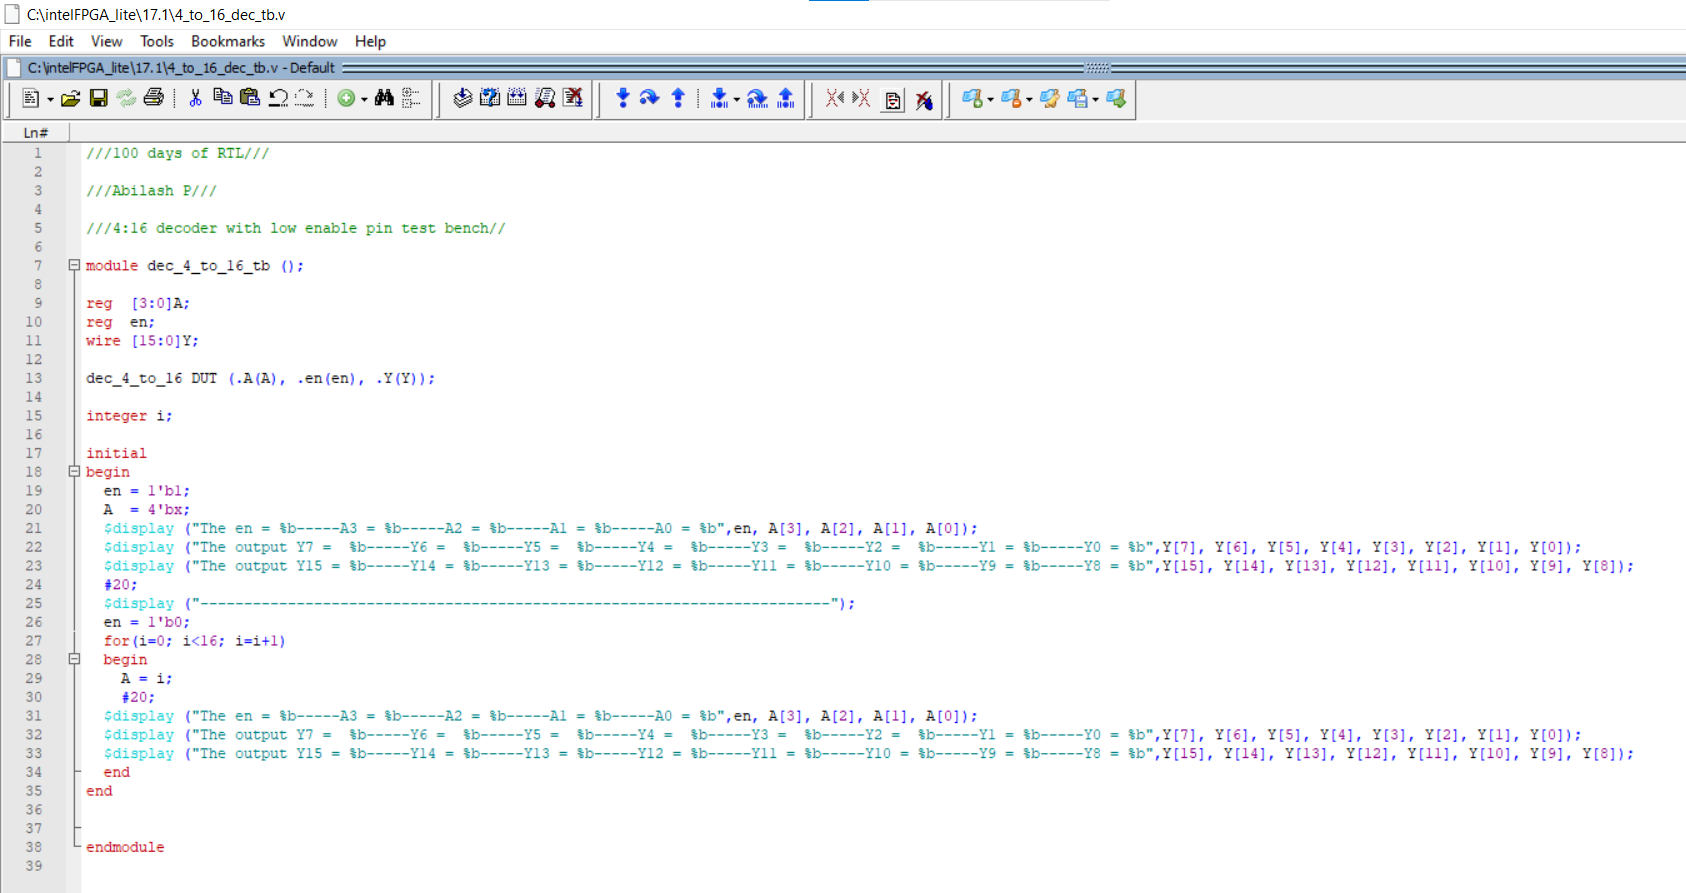 C:\intelFPGA_lite\17.1\4_to_16_dec_tb.v
File Edit View Tools Bookmarks Window Help
C:\intelFPGA_lite\17.1\4_to_16_dec_tb.v - Default
Ln#
1 ///100 days of RTL///
2
3 ///Abilash P///
4
5 ///4:16 decoder with low enable pin test bench//
6
7 module dec_4_to_16_tb ();
8
9 reg  [3:0]A;
10 reg  en;
11 wire [15:0]Y;
12
13 dec_4_to_16 DUT (.A(A), .en(en), .Y(Y));
14
15 integer i;
16
17 initial
18 begin
19   en = 1'b1;
20   A  = 4'bx;
21   $display ("The en = %b-----A3 = %b-----A2 = %b-----A1 = %b-----A0 = %b",en, A[3], A[2], A[1], A[0]);
22   $display ("The output Y7 =  %b-----Y6 =  %b-----Y5 =  %b-----Y4 =  %b-----Y3 =  %b-----Y2 =  %b-----Y1 = %b-----Y0 = %b",Y[7], Y[6], Y[5], Y[4], Y[3], Y[2], Y[1], Y[0]);
23   $display ("The output Y15 = %b-----Y14 = %b-----Y13 = %b-----Y12 = %b-----Y11 = %b-----Y10 = %b-----Y9 = %b-----Y8 = %b",Y[15], Y[14], Y[13], Y[12], Y[11], Y[10], Y[9], Y[8]);
24   #20;
25   $display ("------------------------------------------------------------------------");
26   en = 1'b0;
27   for(i=0; i<16; i=i+1)
28   begin
29     A = i;
30     #20;
31   $display ("The en = %b-----A3 = %b-----A2 = %b-----A1 = %b-----A0 = %b",en, A[3], A[2], A[1], A[0]);
32   $display ("The output Y7 =  %b-----Y6 =  %b-----Y5 =  %b-----Y4 =  %b-----Y3 =  %b-----Y2 =  %b-----Y1 = %b-----Y0 = %b",Y[7], Y[6], Y[5], Y[4], Y[3], Y[2], Y[1], Y[0]);
33   $display ("The output Y15 = %b-----Y14 = %b-----Y13 = %b-----Y12 = %b-----Y11 = %b-----Y10 = %b-----Y9 = %b-----Y8 = %b",Y[15], Y[14], Y[13], Y[12], Y[11], Y[10], Y[9], Y[8]);
34   end
35 end
36
37
38 endmodule
39